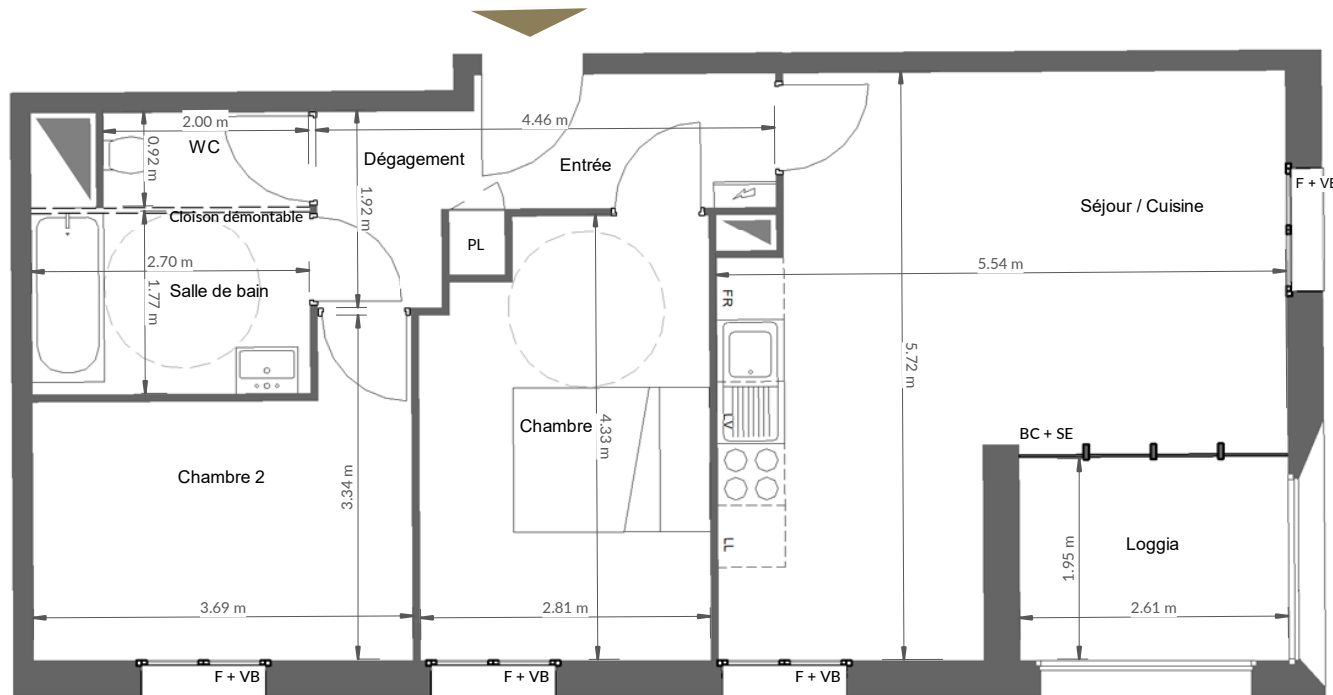 2.00 m
4.46 m
WC
0.92 m
Dégagement
Entrée
1.92 m
F + VB
Séjour / Cuisine
Cloison démontable
PL
2.70 m
5.54 m
Salle de bain
1.77 m
FR
5.72 m
Chambre
4.33 m
LV
BC + SE
Chambre 2
3.34 m
LL
Loggia
1.95 m
3.69 m
2.81 m
2.61 m
F + VB
F + VB
F + VB